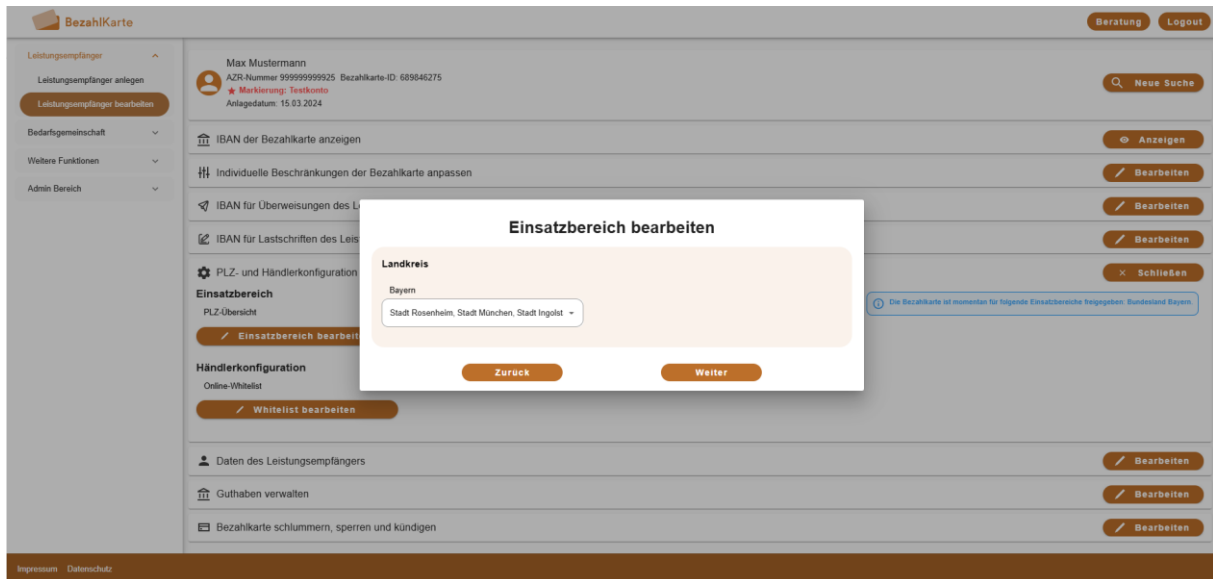 BezahlKarte
Beratung
Logout
Leistungsempfänger
Leistungsempfänger anlegen
Leistungsempfänger bearbeiten
Bedarfsgemeinschaft
Weitere Funktionen
Admin Bereich
Max Mustermann
AZR-Nummer 999999999925 Bezahlkarte-ID: 689846275
Markierung: Testkonto
Anlagedatum: 15.03.2024
Neue Suche
IBAN der Bezahlkarte anzeigen
Anzeigen
Individuelle Beschränkungen der Bezahlkarte anpassen
Bearbeiten
IBAN für Überweisungen des L
Bearbeiten
IBAN für Lastschriften des Leis
Bearbeiten
PLZ- und Händlerkonfiguration
Schließen
Einsatzbereich
PLZ-Übersicht
Einsatzbereich bearbeit
Die Bezahlkarte ist momentan für folgende Einsatzbereiche freigegeben: Bundesland Bayern.
Händlerkonfiguration
Online-Whitelist
Whitelist bearbeiten
Einsatzbereich bearbeiten
Landkreis
Bayern
Stadt Rosenheim, Stadt München, Stadt Ingolst
Zurück
Weiter
Daten des Leistungsempfängers
Bearbeiten
Guthaben verwalten
Bearbeiten
Bezahlkarte schlummern, sperren und kündigen
Bearbeiten
Impressum Datenschutz